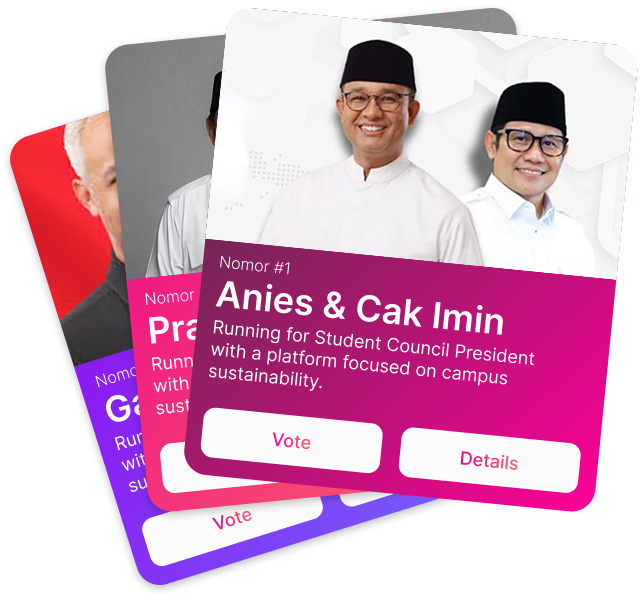 Nomor #1
Anies & Cak Imin
Running for Student Council President
with a platform focused on campus
sustainability.
Vote
Details
Nomor
Pra
Runn
with
sust
Nomo
Ga
Run
wit
su
Vote